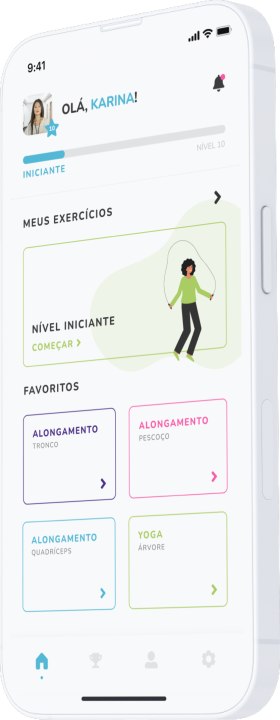 9:41
OLÁ, KARINA!
10
NÍVEL 10
INICIANTE
MEUS EXERCÍCIOS
NÍVEL INICIANTE
COMEÇAR
FAVORITOS
ALONGAMENTO
TRONCO
ALONGAMENTO
PESCOÇO
ALONGAMENTO
QUADRÍCEPS
YOGA
ÁRVORE